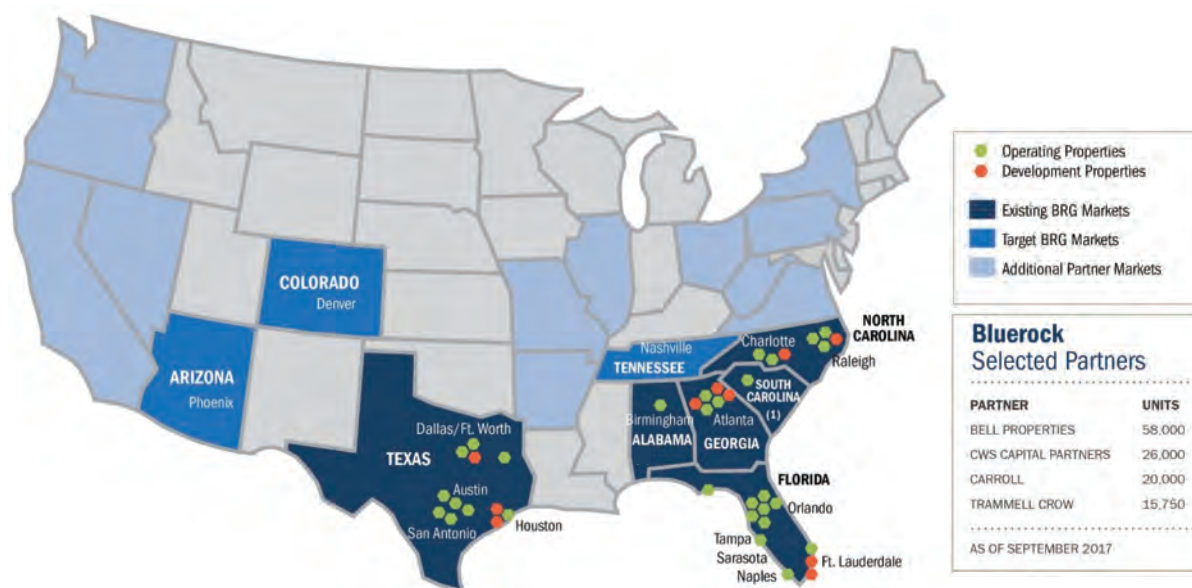 COLORADO
Denver
ARIZONA
Phoenix
Nashville
TENNESSEE
Charlotte
NORTH
CAROLINA
Raleigh
SOUTH
CAROLINA
(1)
Birmingham
ALABAMA
Atlanta
GEORGIA
Dallas/Ft. Worth
TEXAS
Austin
San Antonio
Houston
FLORIDA
Orlando
Tampa
Sarasota
Naples
Ft. Lauderdale
Operating Properties
Development Properties
Existing BRG Markets
Target BRG Markets
Additional Partner Markets
Bluerock
Selected Partners
PARTNER UNITS
BELL PROPERTIES 58,000
CWS CAPITAL PARTNERS 26,000
CARROLL 20,000
TRAMMELL CROW 15,750
AS OF SEPTEMBER 2017